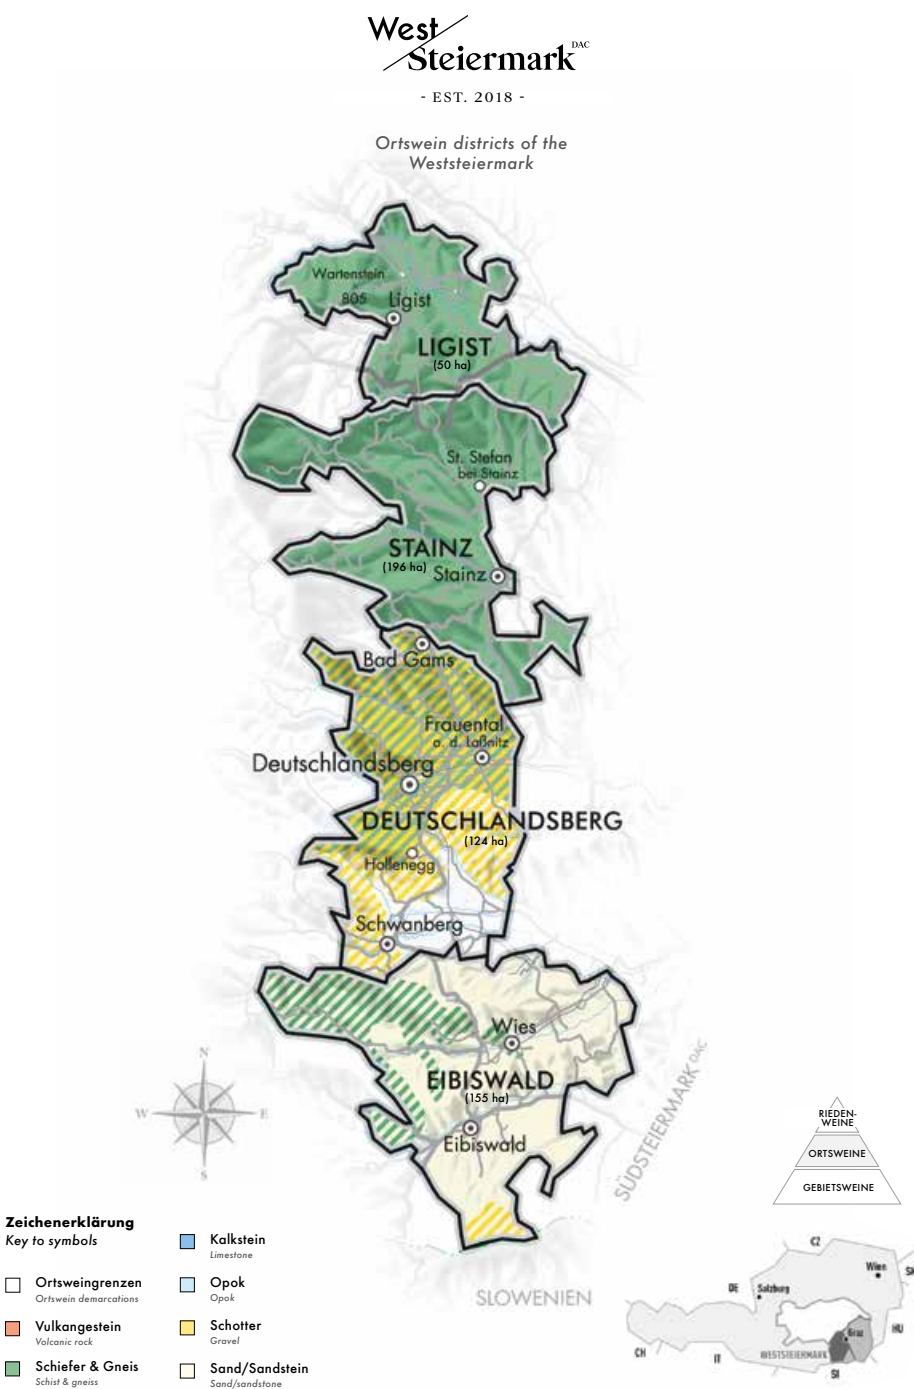 West
Steiermark DAC
- EST. 2018 -
Ortswein districts of the
Weststeiermark
Wartenstein
805
Ligist
LIGIST
(50 ha)
St. Stefan
bei Stainz
STAINZ
(196 ha)
Stainz
Bad Gams
Frauental
a. d. Laßnitz
Deutschlandsberg
DEUTSCHLANDSBERG
(124 ha)
Hollenegg
Schwanberg
Wies
EIBISWALD
(155 ha)
Eibiswald
SÜDSTEIERMARK DAC
SLOWENIEN
N
W
E
S
RIEDEN-
WEINE
ORTSWEINE
GEBIETSWEINE
Zeichenerklärung
Key to symbols
Ortsweingrenzen
Ortswein demarcations
Vulkangestein
Volcanic rock
Schiefer & Gneis
Schist & gneiss
Kalkstein
Limestone
Opok
Opok
Schotter
Gravel
Sand/Sandstein
Sand/sandstone
CZ
Wien
SK
DE
Salzburg
HU
Graz
WESTSTEIERMARK
CH
IT
SI